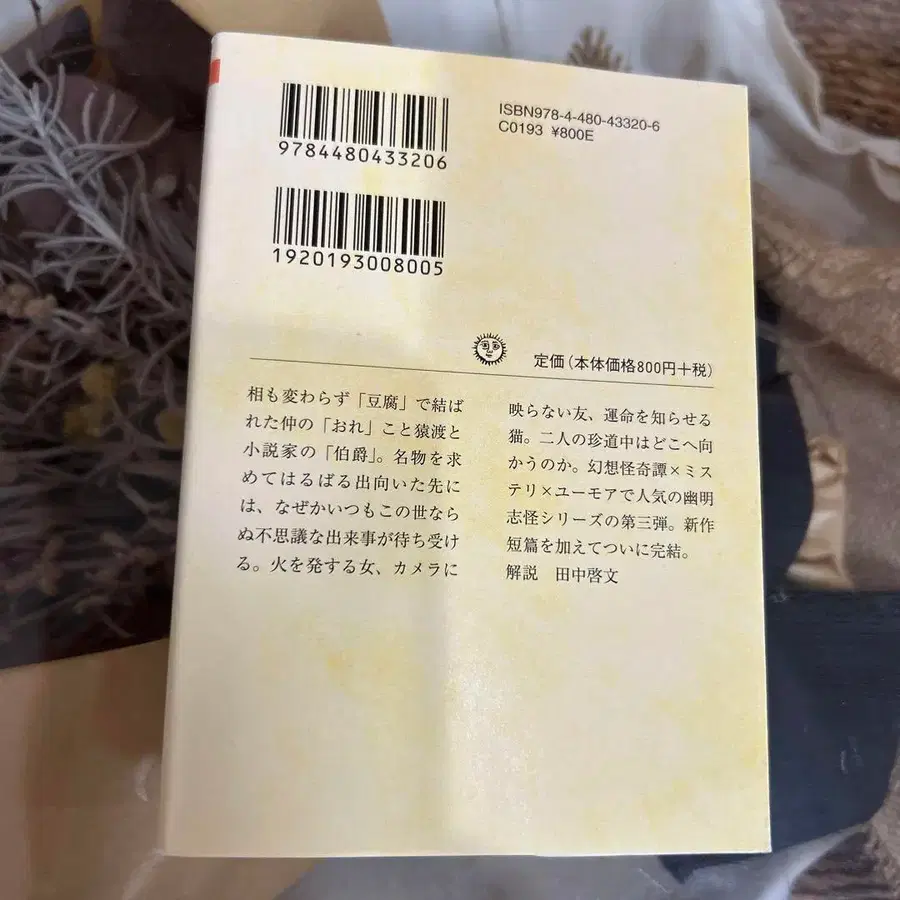 9784480433206
ISBN978-4-480-43320-6
C0193 ¥800E
1920193008005
定価(本体価格800円+税)
相も変わらず「豆腐」で結ば
れた仲の「おれ」こと猿渡と
小説家の「伯爵」。名物を求
めてはるばる出向いた先に
は、なぜかいつもこの世なら
ぬ不思議な出来事が待ち受け
る。火を発する女、カメラに
映らない友、運命を知らせる
猫。二人の珍道中はどこへ向
かうのか。幻想怪奇譚×ミス
テリ×ユーモアで人気の幽明
志怪シリーズの第三弾。新作
短篇を加えてついに完結。
解説 田中啓文